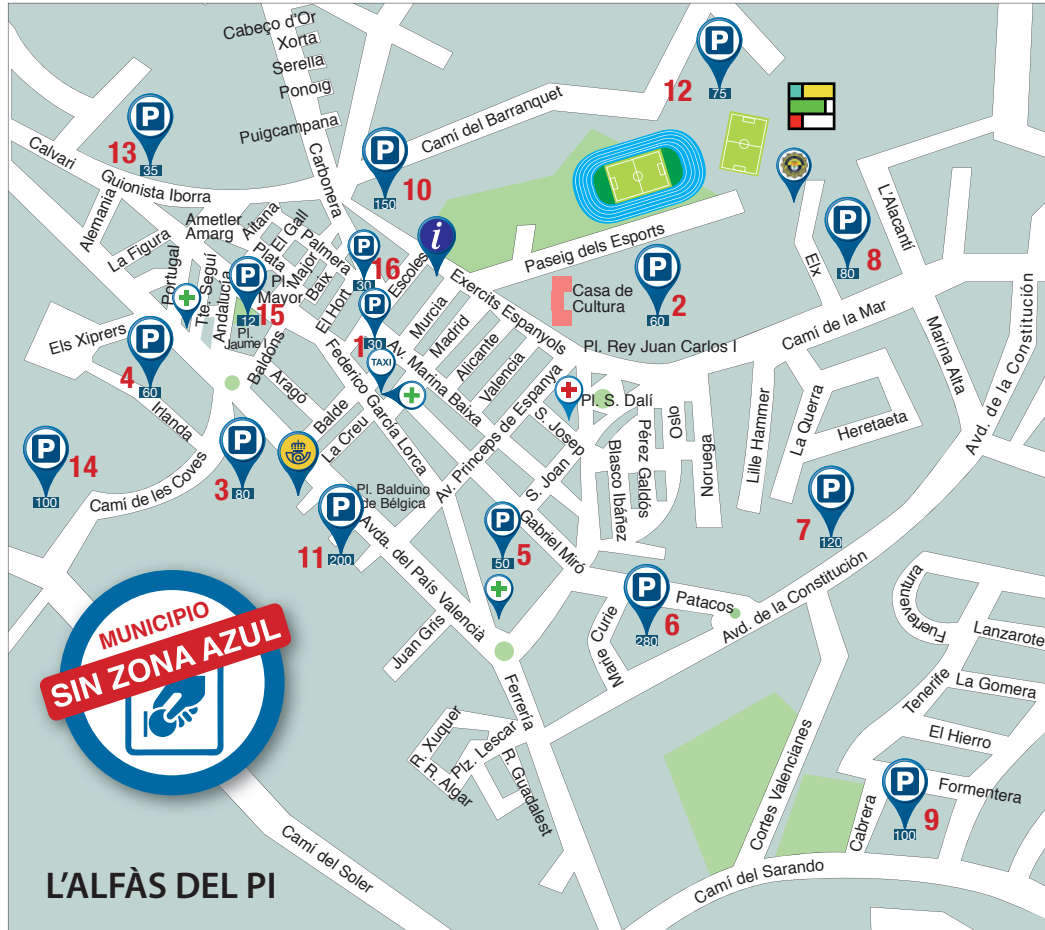 Cabeço d'Or
Xorta
Serella
Ponoig
Puigcampana
Carbonera
Camí del Barranquet
P
75
12
P
35
13
Calvari
Guionista Iborra
P
150
10
Alemania
La Figura
Ametler
Amarg
Aitana
Plata
El Gall
Major
Palmera
Baix
El Hort
Portugal
Tte. Seguí
Andalucía
P
12
15
Pl.
Mayor
Pl.
Jaume I
P
30
16
Escoles
i
Exercits Espanyols
Paseig dels Esports
Casa de
Cultura
P
60
2
Elx
L'Alacantí
P
80
8
Camí de la Mar
Pl. Rey Juan Carlos I
Marina Alta
Avd. de la Constitución
Els Xiprers
P
60
4
Irlanda
Baldóns
Aragó
Balde
La Creu
P
30
1
TAXI
Federico García Lorca
Av. Marina Baixa
Murcia
Madrid
Alicante
Valencia
Av. Princeps de Espanya
S. Josep
S. Joan
Pl. S. Dalí
Blasco Ibáñez
Pérez Galdós
Oslo
Noruega
Lille Hammer
La Querra
Heretaeta
P
100
14
Camí de les Coves
P
80
3
Pl. Balduino
de Bélgica
P
200
11
Avda. del País Valencià
P
50
5
Gabriel Miró
P
120
7
P
280
6
Patacos
Marie Curie
Avd. de la Constitución
Juan Gris
Ferrería
R. Xuquer
R. Algar
Plz. Lescar
R. Guadalest
Fuerteventura
Lanzarote
Tenerife
La Gomera
El Hierro
Formentera
P
100
9
Cabrera
Cortes Valencianes
Camí del Sarando
Camí del Soler
MUNICIPIO
SIN ZONA AZUL
L'ALFÀS DEL PI